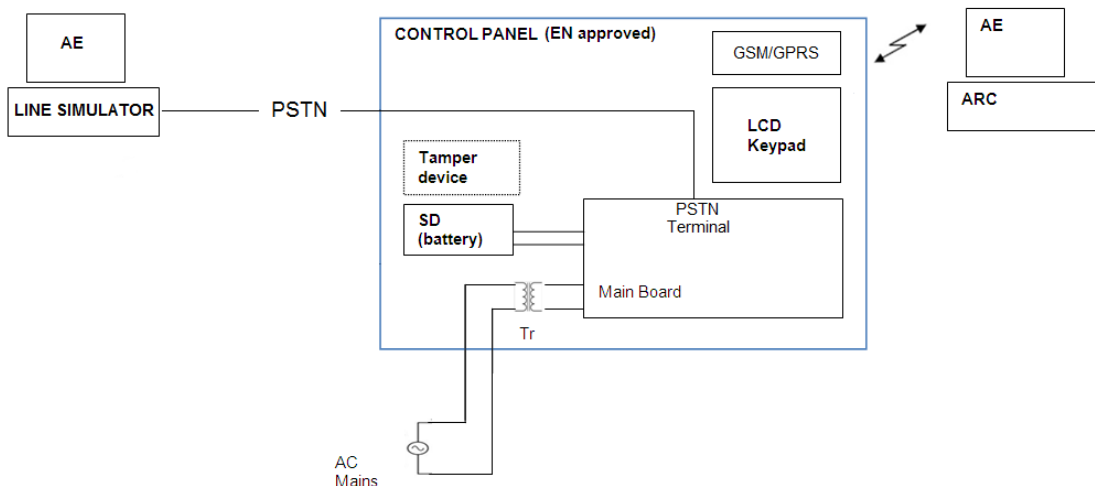 AE
LINE SIMULATOR
PSTN
CONTROL PANEL (EN approved)
GSM/GPRS
LCD
Keypad
Tamper
device
SD
(battery)
PSTN
Terminal
Main Board
Tr
AC
Mains
AE
ARC